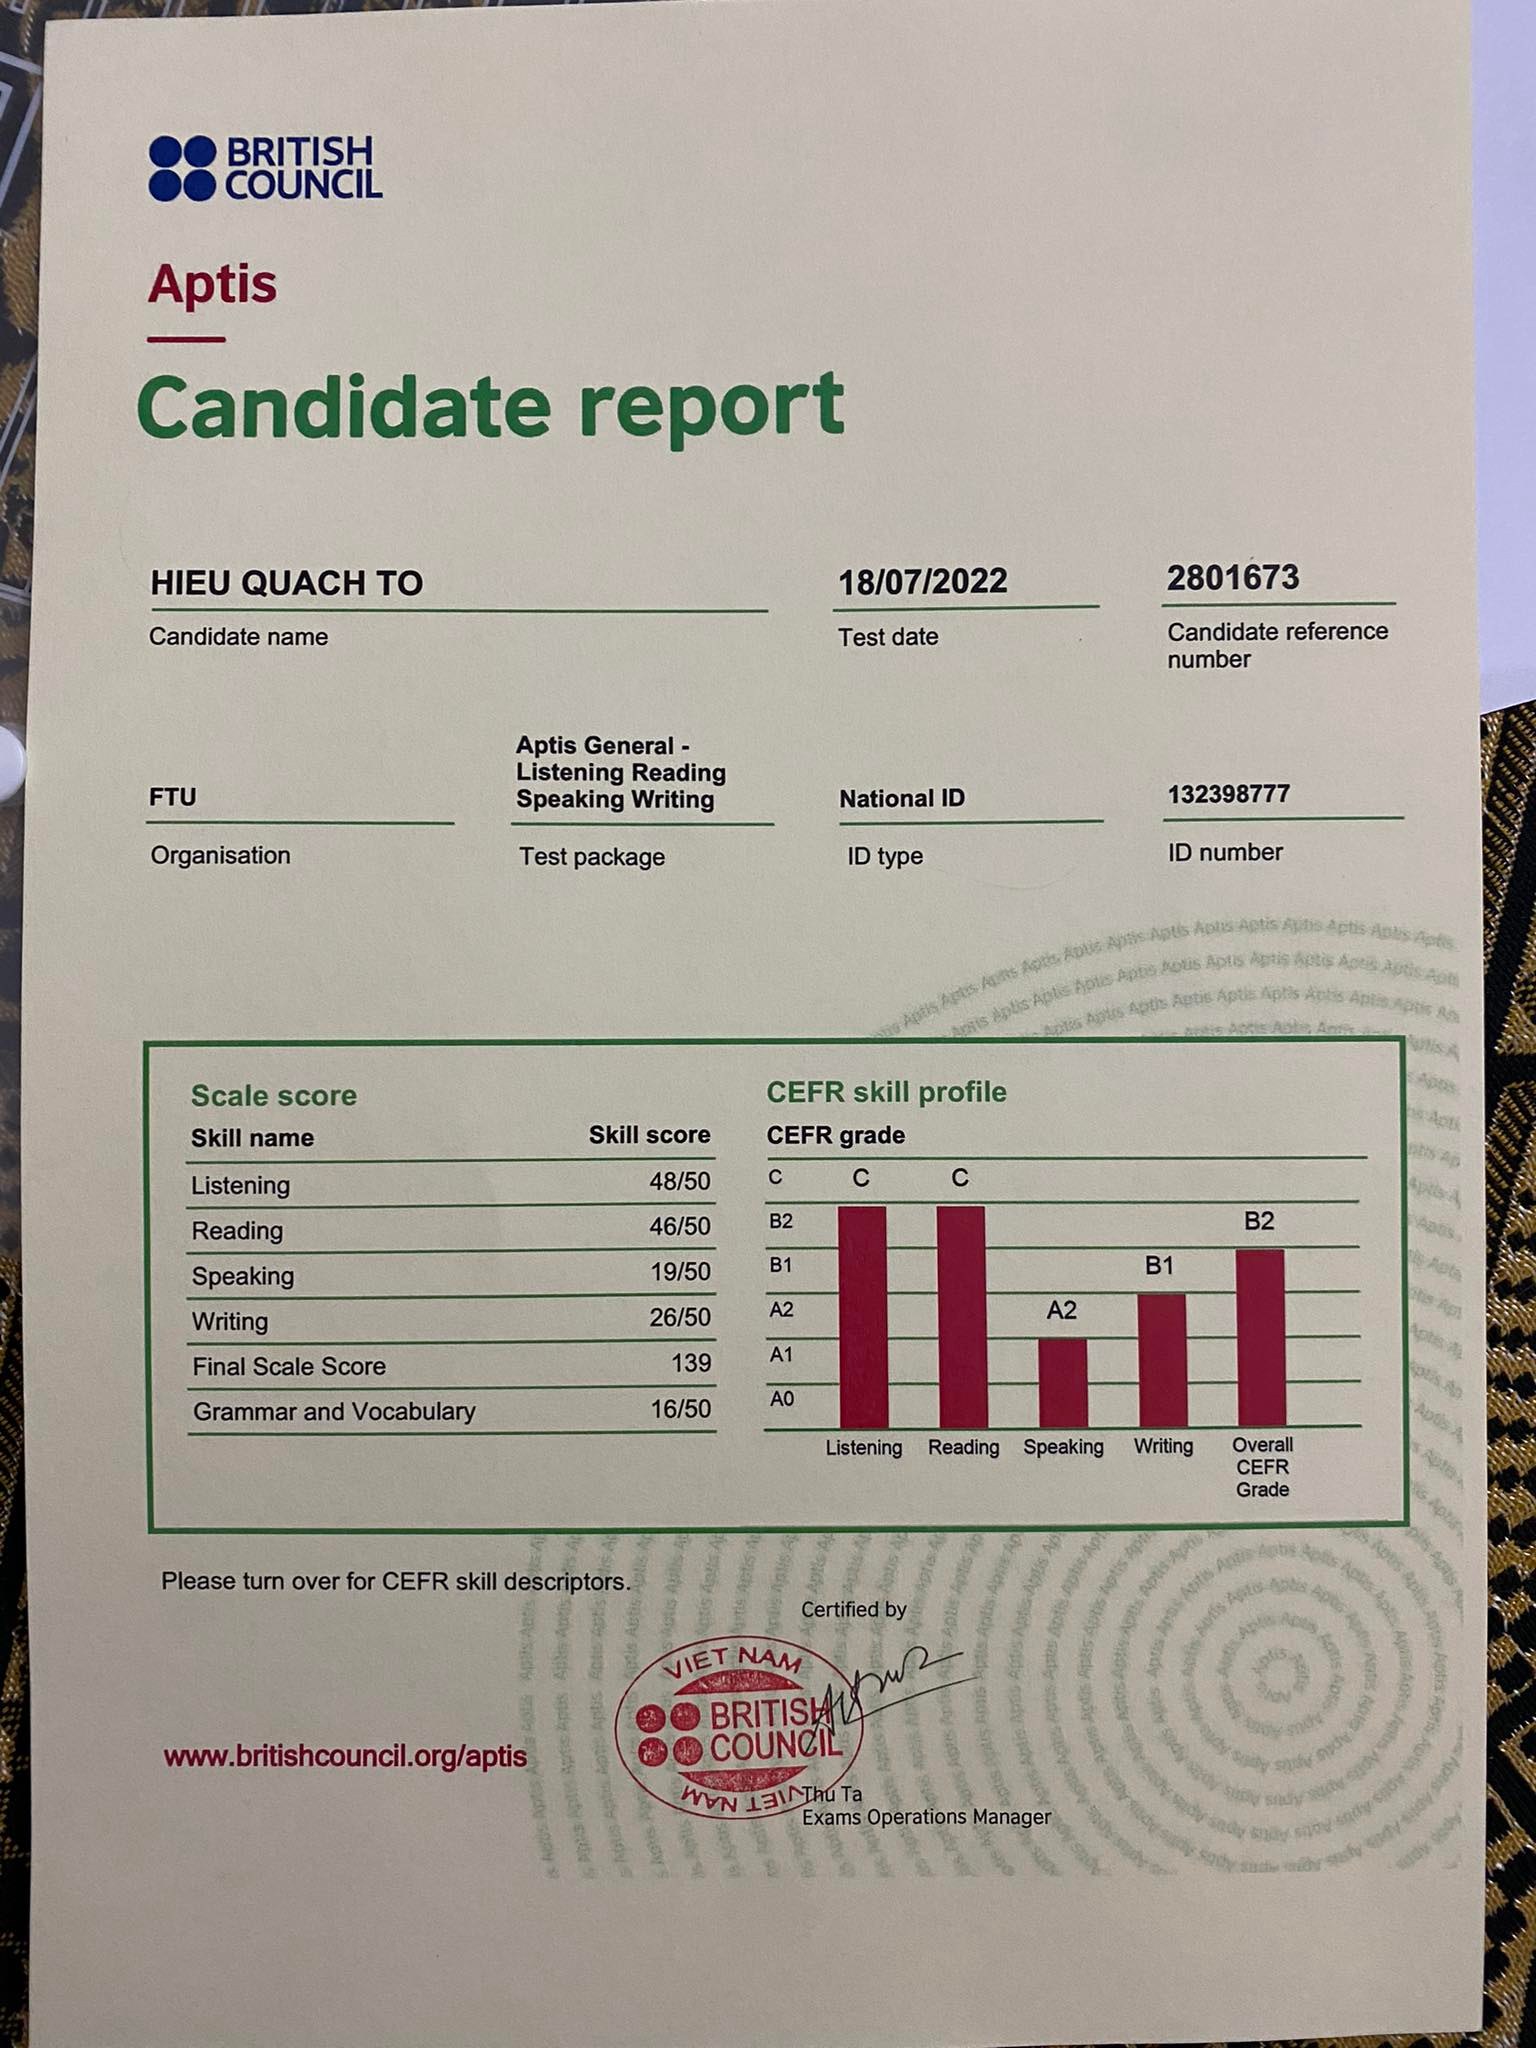 BRITISH
COUNCIL
Aptis
Candidate report
HIEU QUACH TO
Candidate name
18/07/2022
Test date
2801673
Candidate reference
number
FTU
Organisation
Aptis General -
Listening Reading
Speaking Writing
Test package
National ID
ID type
132398777
ID number
Scale score
Skill name Skill score
Listening 48/50
Reading 46/50
Speaking 19/50
Writing 26/50
Final Scale Score 139
Grammar and Vocabulary 16/50
CEFR skill profile
CEFR grade
C C C
B2 B2
B1 B1
A2 A2
A1
A0
Listening Reading Speaking Writing Overall
CEFR
Grade
Please turn over for CEFR skill descriptors.
Certified by
VIET NAM
BRITISH
COUNCIL
VIET NAM
www.britishcouncil.org/aptis
Thu Ta
Exams Operations Manager